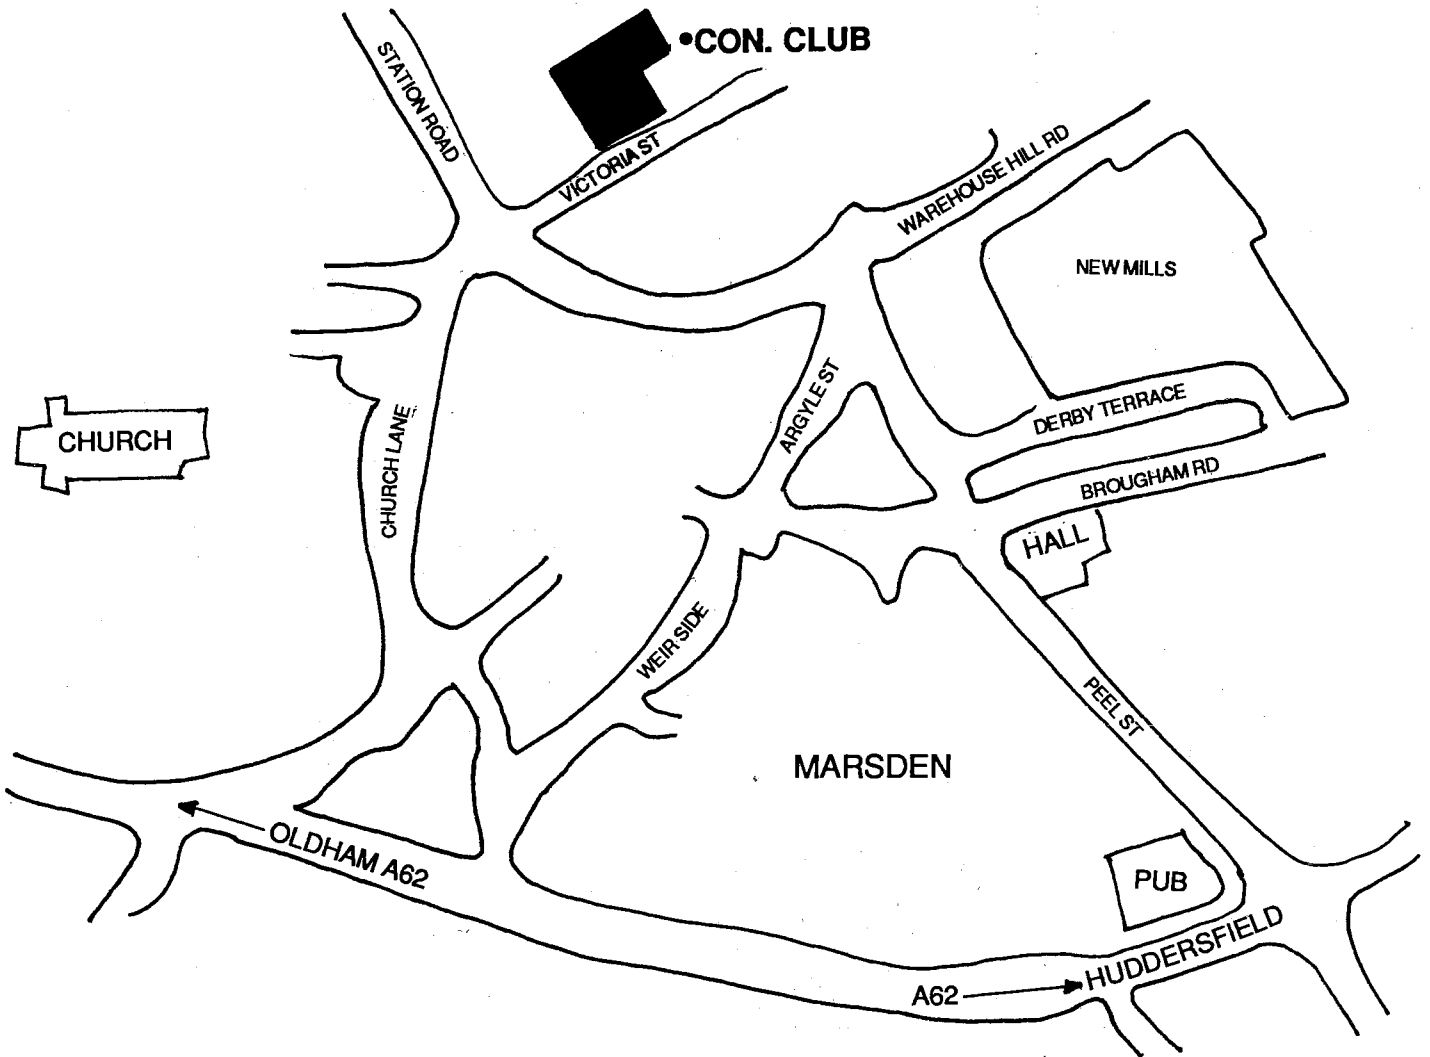 •CON. CLUB
STATION ROAD
VICTORIA ST
WAREHOUSE HILL RD
NEW MILLS
ARGYLE ST
DERBY TERRACE
CHURCH
CHURCH LANE
BROUGHAM RD
HALL
WEIR SIDE
PEEL ST
MARSDEN
OLDHAM A62
PUB
HUDDERSFIELD
A62